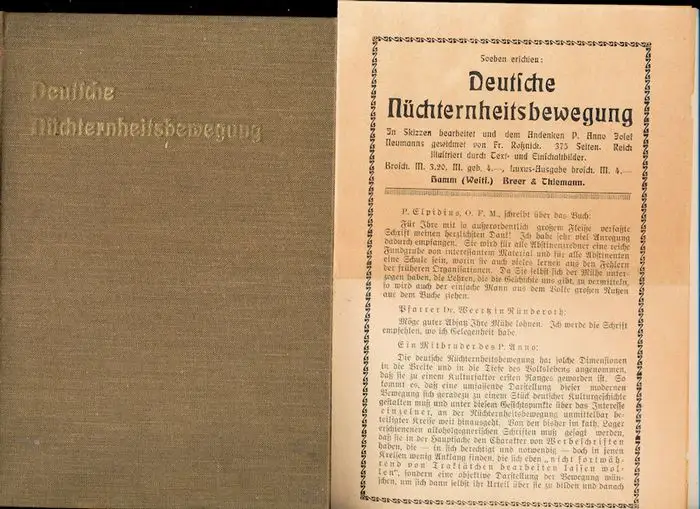 Deutsche
Nüchternheitsbewegung
Soeben erschien:
Deutsche
Nüchternheitsbewegung
In Skizzen bearbeitet und dem Andenken P. Anno Josef
Neumanns gewidmet von Fr. Roßnick. 375 Seiten. Reich
illustriert durch Text- und Einschaltbilder.
Brosch. M. 3.20, M. geb. 4.—, Luxus-Ausgabe brosch. M. 4.—
Hamm (Westf.) Breer & Thiemann.
P. Elpidius, O. F. M., schreibt über das Buch:
Für Ihre mit so außerordentlich großem Fleiße verfaßte
Schrift meinen herzlichsten Dank! Ich habe sehr viel Anregung
dadurch empfangen. Sie wird für alle Abstinenzredner eine reiche
Fundgrube von interessantem Material und für alle Abstinenten
eine Schule sein, worin sie auch vieles lernen aus den Fehlern
der früheren Organisationen. Da Sie selbst sich der Mühe unter-
zogen haben, die Lehren, die die Geschichte uns gibt, zu vermitteln,
so wird auch der einfache Mann aus dem Volke großen Nutzen
aus dem Buche ziehen.
Pfarrer Dr. Weertz in Ründeroth:
Möge guter Absatz Ihre Mühe lohnen. Ich werde die Schrift
empfehlen, wo ich Gelegenheit habe.
Ein Mitbruder des P. Anno:
Die deutsche Nüchternheitsbewegung hat solche Dimensionen
in die Breite und in die Tiefe des Volkslebens angenommen,
daß sie zu einem Kulturfaktor ersten Ranges geworden ist. So
kommt es, daß eine umfassende Darstellung dieser modernen
Bewegung sich geradezu zu einem Stück deutscher Kulturgeschichte
gestalten muß und unter diesem Gesichtspunkte über das Interesse
einzelner, an der Nüchternheitsbewegung unmittelbar be-
teiligter Kreise weit hinausgeht. Von den bisher im kath. Lager
erschienenen alkoholgegnerischen Schriften muß gesagt werden,
daß sie in der Hauptsache den Charakter von Werbeschriften
haben, die — in sich berechtigt und notwendig — doch in jenen
Kreisen wenig Anklang finden, die sich eben „nicht fortwäh-
rend von Traktätchen bearbeiten lassen wol-
len“, sondern eine objektive Darstellung der Bewegung wün-
schen, um sich dann selbst ihr Urteil über sie zu bilden und danach